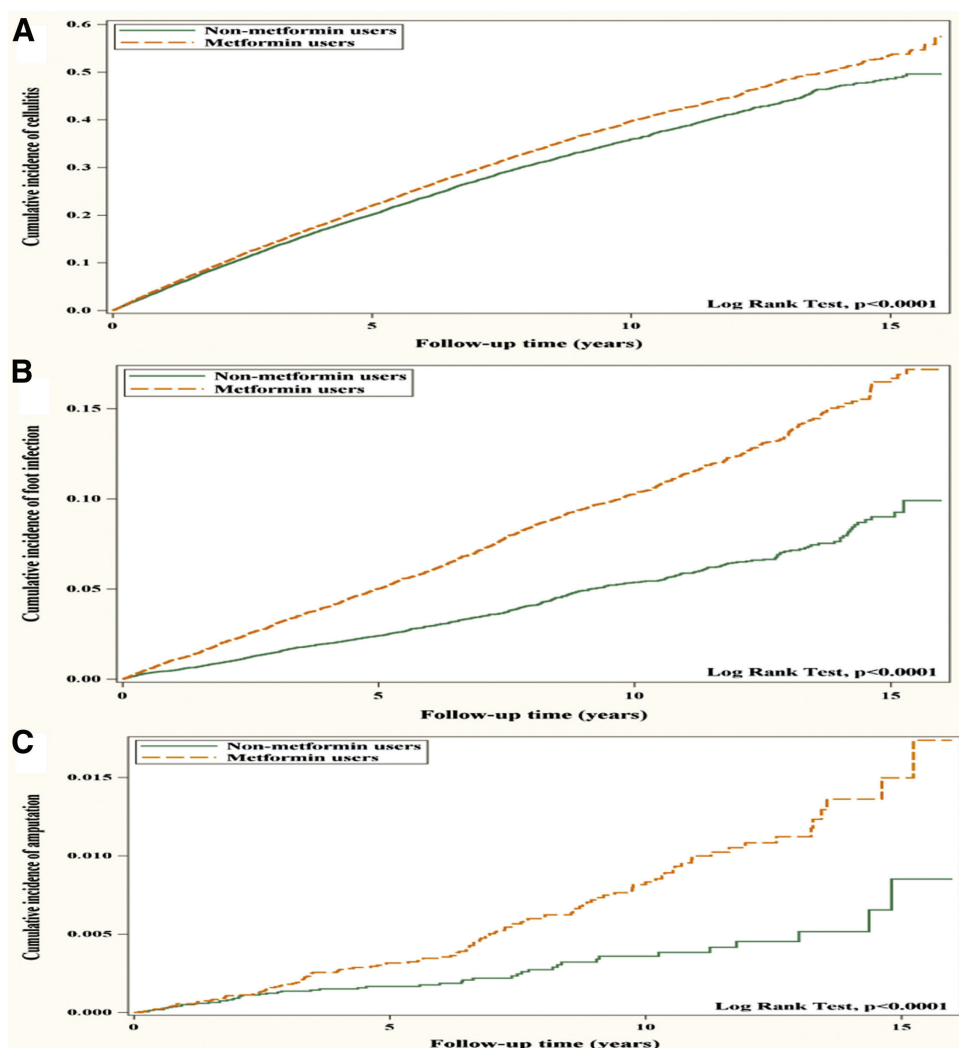 A
Non-metformin users
Metformin users
Cumulative incidence of cellulitis
0.6
0.5
0.4
0.3
0.2
0.1
0.0
Log Rank Test, p<0.0001
0 5 10 15
Follow-up time (years)
B
Non-metformin users
Metformin users
Cumulative incidence of foot infection
0.15
0.10
0.05
0.00
Log Rank Test, p<0.0001
0 5 10 15
Follow-up time (years)
C
Non-metformin users
Metformin users
Cumulative incidence of amputation
0.015
0.010
0.005
0.000
Log Rank Test, p<0.0001
0 5 10 15
Follow-up time (years)